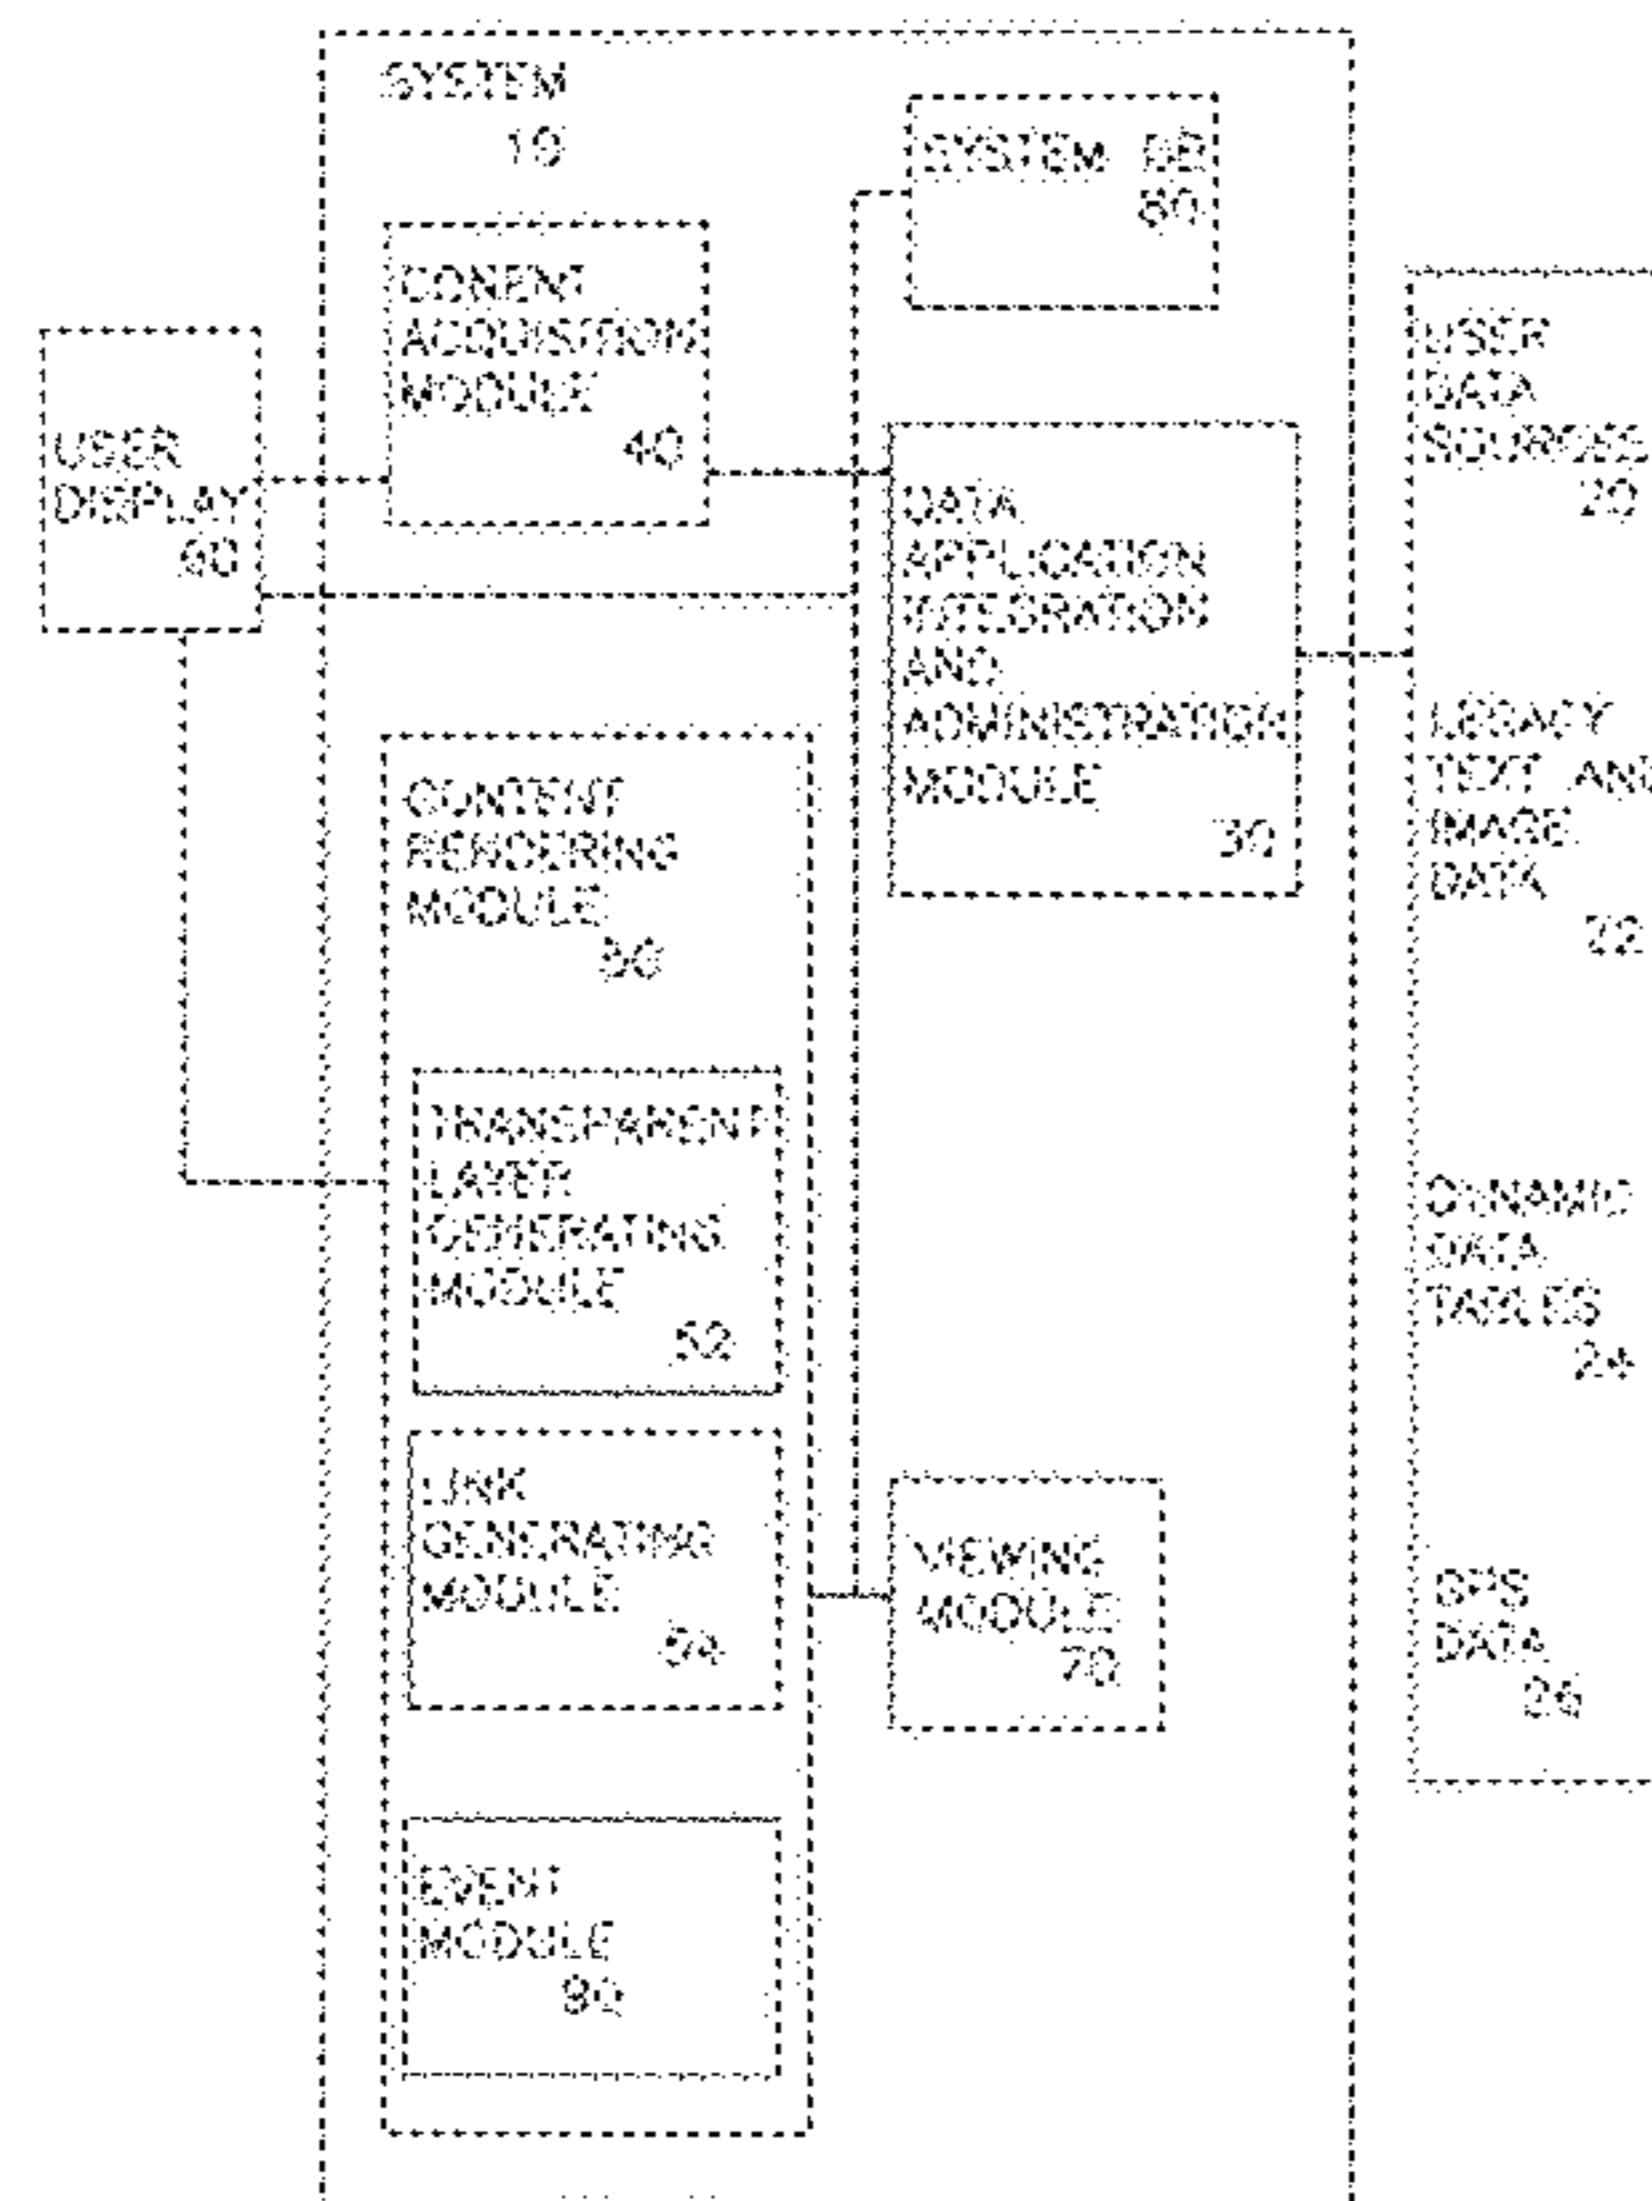 SYSTEM
10
SYSTEM DB
80
CONENT
ACQUISITION
MODULE
40
USER
DISPLAY
60
DATA
APPLICATION
INTEGRATION
AND
ADMINISTRATION
MODULE
30
USER
DATA
SOURCES
20
LEGACY
TEXT AND
IMAGE
DATA
22
CONTENT
RENDERING
MODULE
50
TRANSPARENT
LAYER
GENERATING
MODULE
52
DYNAMIC
DATA
TABLES
24
LINK
GENERATING
MODULE
54
VIEWING
MODULE
70
GPS
DATA
26
EVENT
MODULE
90